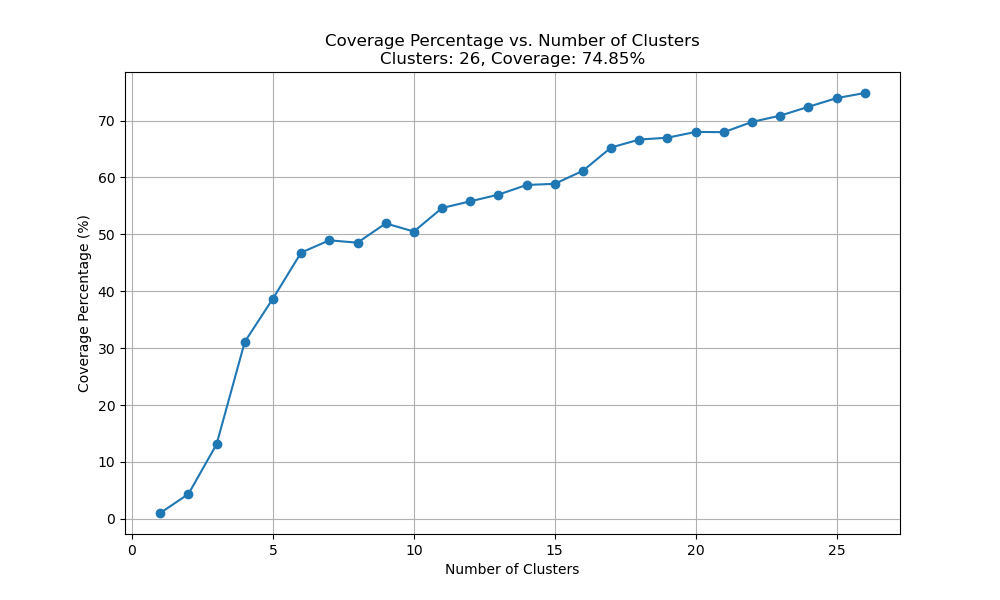 Coverage Percentage vs. Number of Clusters
Clusters: 26, Coverage: 74.85%
Coverage Percentage (%)
70
60
50
40
30
20
10
0
0 5 10 15 20 25
Number of Clusters